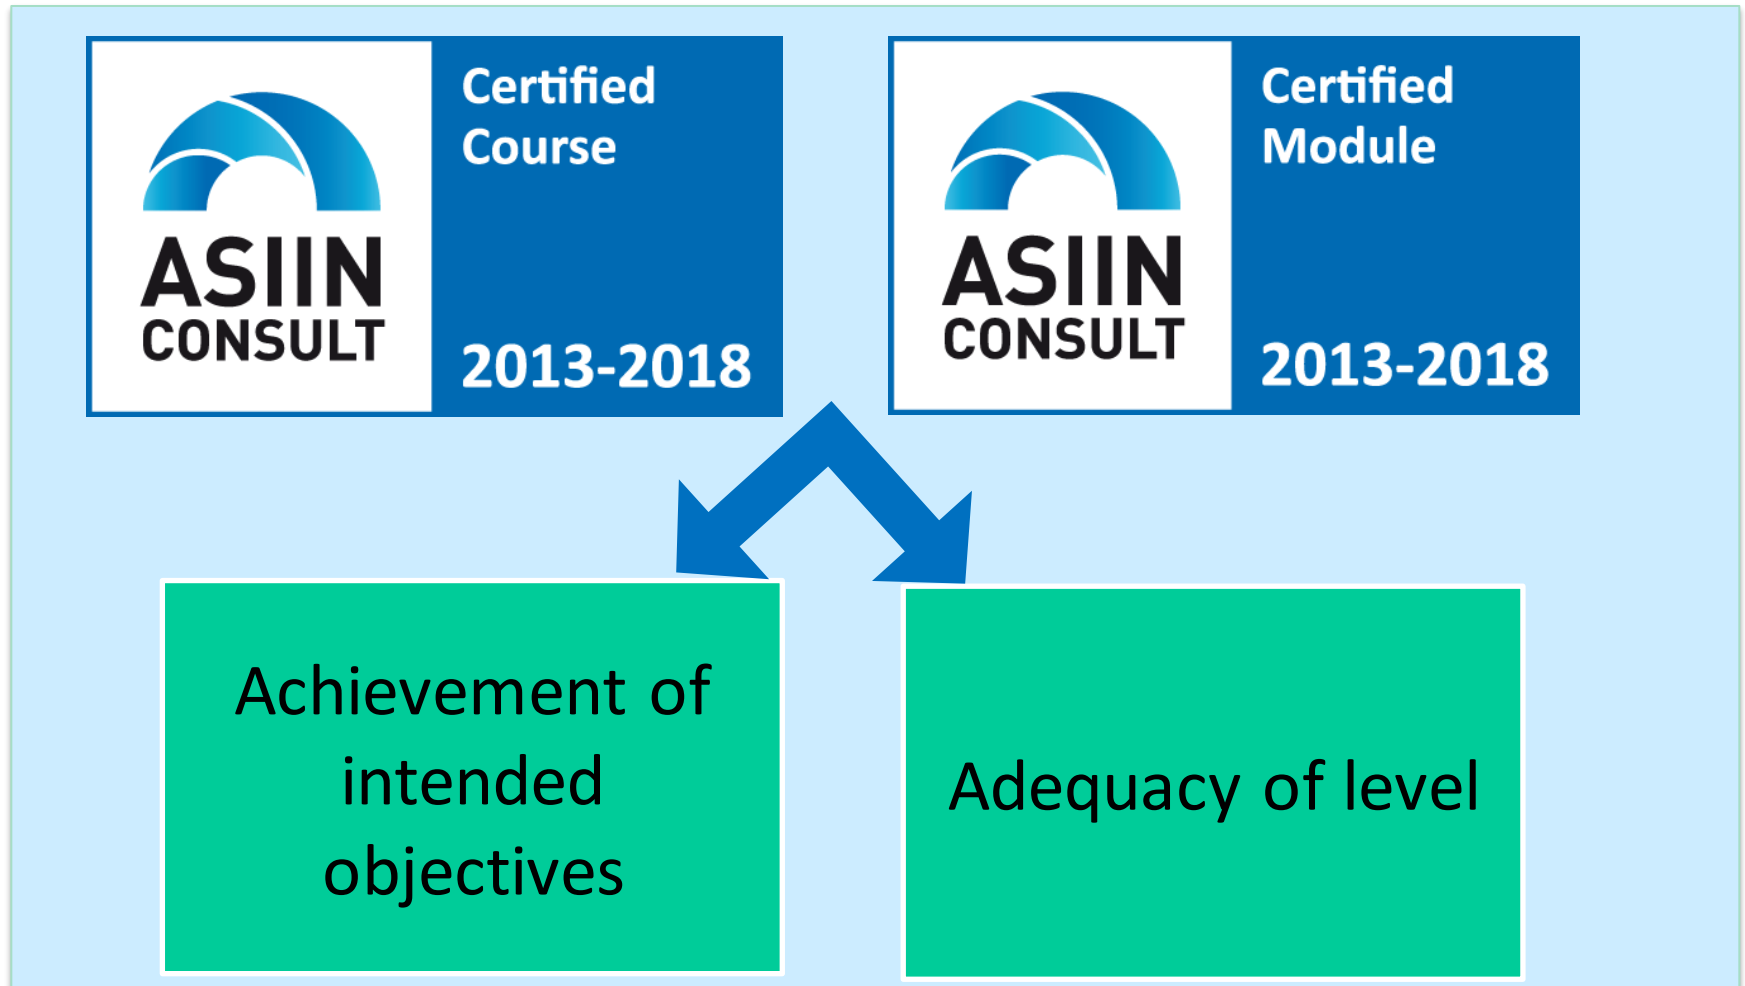 Certified
Course
ASIIN
CONSULT
2013-2018
Certified
Module
ASIIN
CONSULT
2013-2018
Achievement of
intended
objectives
Adequacy of level